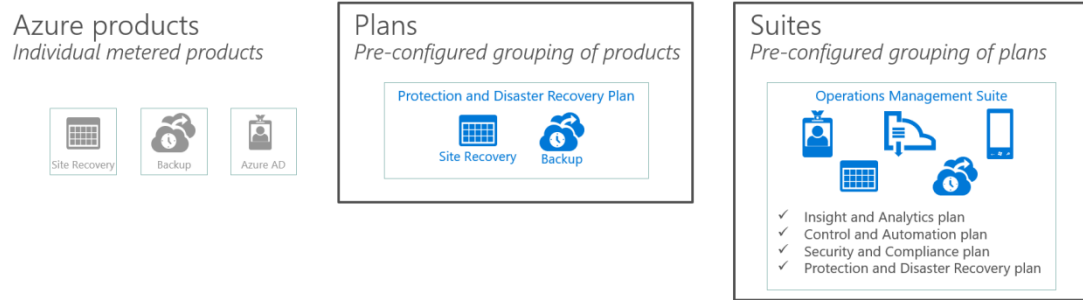 Azure products
Individual metered products
Site Recovery
Backup
Azure AD
Plans
Pre-configured grouping of products
Protection and Disaster Recovery Plan
Site Recovery
Backup
Suites
Pre-configured grouping of plans
Operations Management Suite
✓ Insight and Analytics plan
✓ Control and Automation plan
✓ Security and Compliance plan
✓ Protection and Disaster Recovery plan